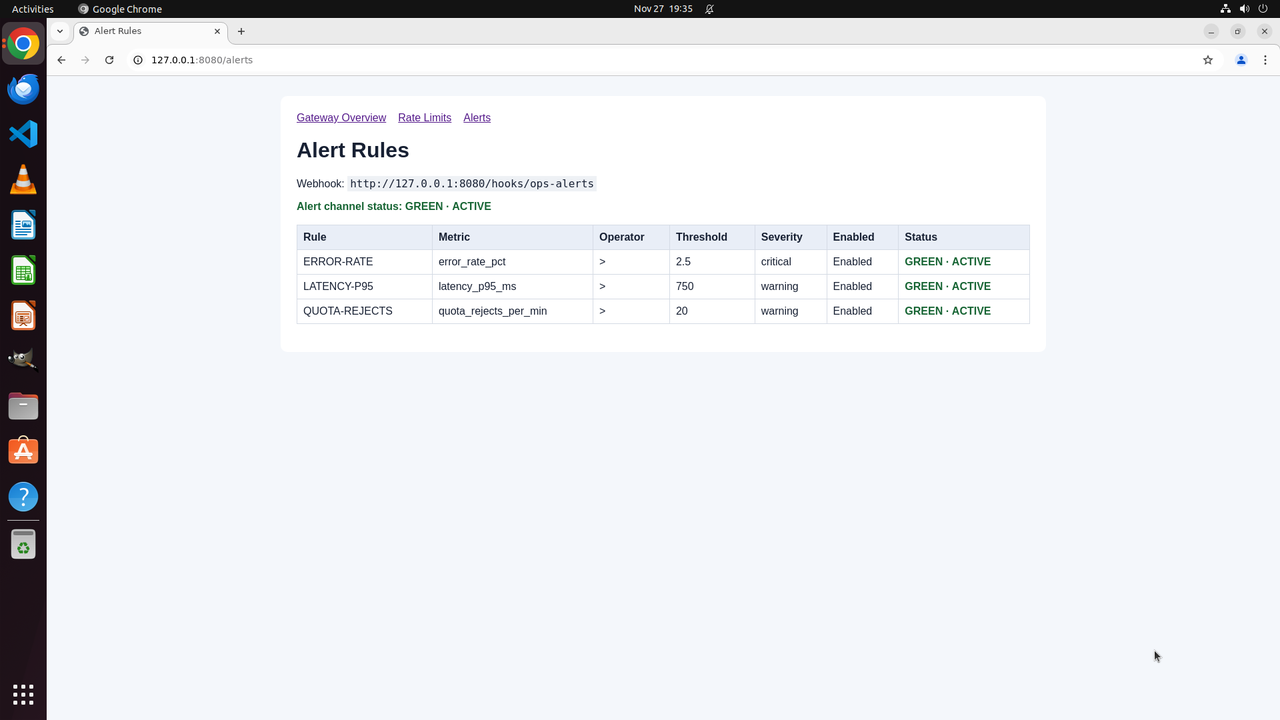 Activities Google Chrome Nov 27 19:35
Alert Rules
127.0.0.1:8080/alerts
Gateway Overview Rate Limits Alerts
Alert Rules
Webhook: http://127.0.0.1:8080/hooks/ops-alerts
Alert channel status: GREEN · ACTIVE
Rule Metric Operator Threshold Severity Enabled Status
ERROR-RATE error_rate_pct > 2.5 critical Enabled GREEN · ACTIVE
LATENCY-P95 latency_p95_ms > 750 warning Enabled GREEN · ACTIVE
QUOTA-REJECTS quota_rejects_per_min > 20 warning Enabled GREEN · ACTIVE